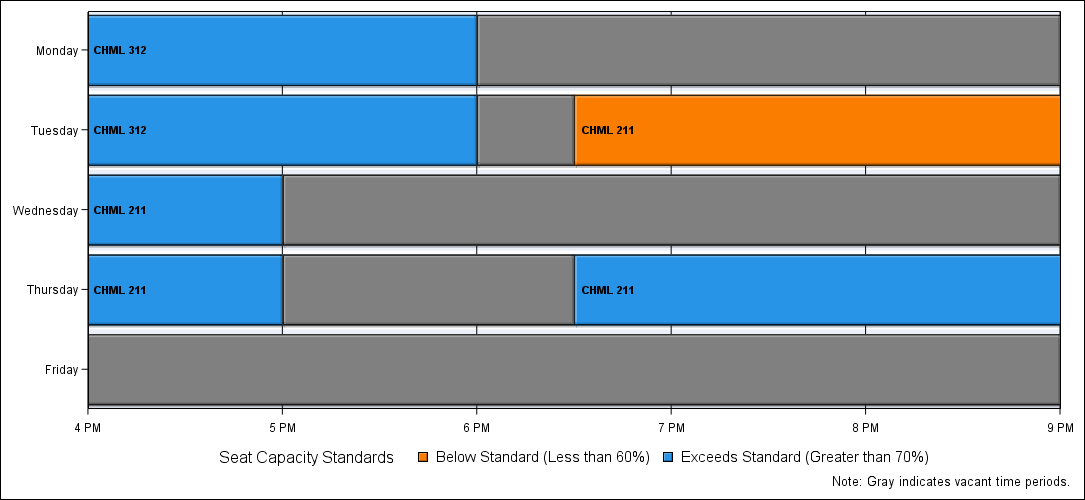 Monday
CHML 312
Tuesday
CHML 312
CHML 211
Wednesday
CHML 211
Thursday
CHML 211
CHML 211
Friday
4 PM
5 PM
6 PM
7 PM
8 PM
9 PM
Seat Capacity Standards
Below Standard (Less than 60%)
Exceeds Standard (Greater than 70%)
Note: Gray indicates vacant time periods.